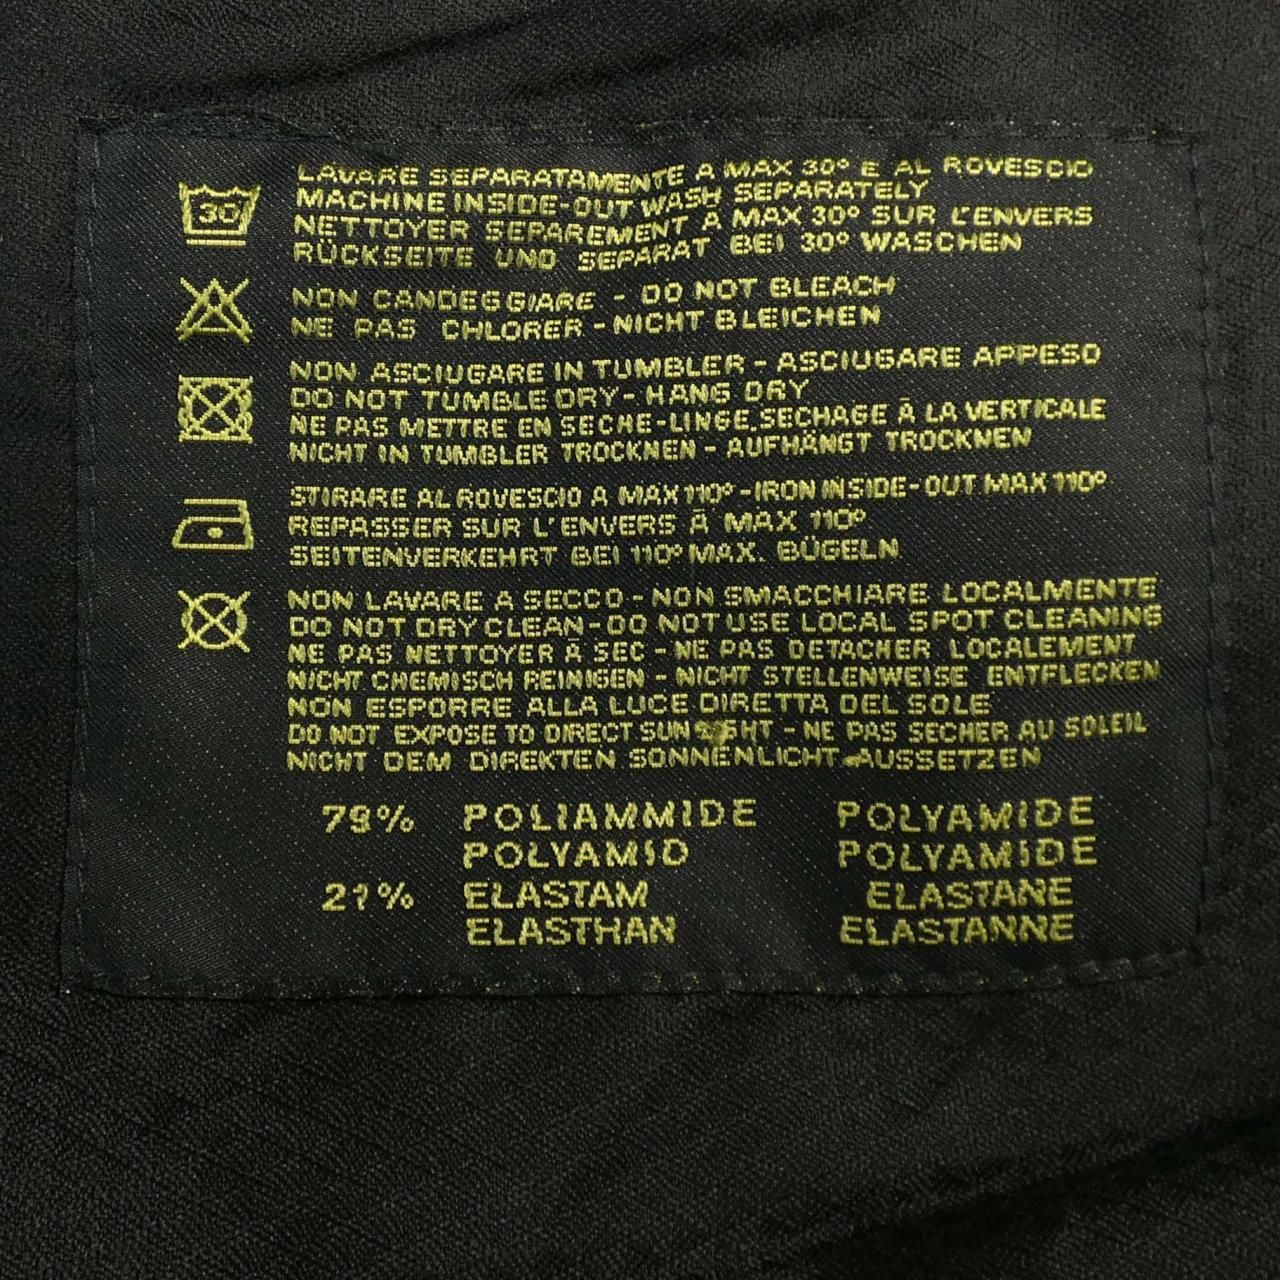 30
LAVARE SEPARATAMENTE A MAX 30° E AL ROVESCIO
MACHINE INSIDE-OUT WASH SEPARATELY
NETTOYER SEPAREMENT A MAX 30° SUR L'ENVERS
RÜCKSEITE UND SEPARAT BEI 30° WASCHEN
NON CANDEGGIARE - DO NOT BLEACH
NE PAS CHLORER - NICHT BLEICHEN
NON ASCIUGARE IN TUMBLER - ASCIUGARE APPESO
DO NOT TUMBLE DRY - HANG DRY
NE PAS METTRE EN SECHE-LINGE.SECHAGE À LA VERTICALE
NICHT IN TUMBLER TROCKNEN - AUFHÄNGT TROCKNEN
STIRARE AL ROVESCIO A MAX 110° - IRON INSIDE-OUT MAX 110°
REPASSER SUR L'ENVERS À MAX 110°
SEITENVERKEHRT BEI 110° MAX. BÜGELN
NON LAVARE A SECCO - NON SMACCHIARE LOCALMENTE
DO NOT DRY CLEAN - DO NOT USE LOCAL SPOT CLEANING
NE PAS NETTOYER À SEC - NE PAS DETACHER LOCALEMENT
NICHT CHEMISCH REINIGEN - NICHT STELLENWEISE ENTFLECKEN
NON ESPORRE ALLA LUCE DIRETTA DEL SOLE
DO NOT EXPOSE TO DIRECT - NE PAS SECHER AU SOLEIL
NICHT DEM DIREKTEN SONNENLICHT AUSSETZEN
79% POLIAMMIDE POLYAMIDE
POLYAMID POLYAMIDE
21% ELASTAM ELASTANE
ELASTHAN ELASTANNE